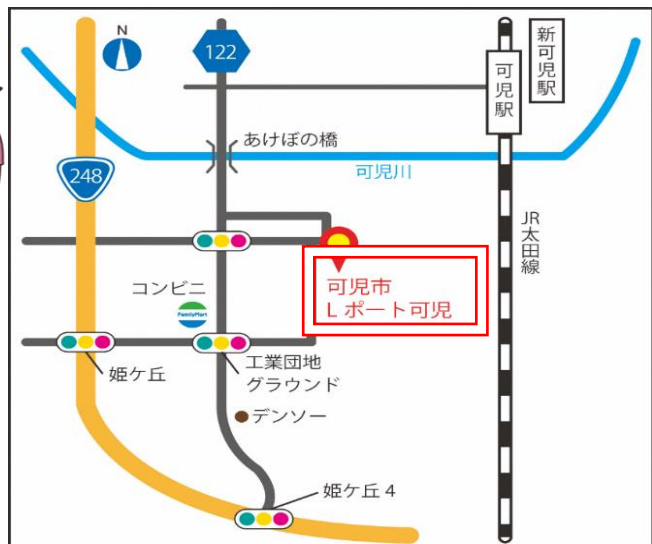 N
122
新可児駅
可児駅
あけぼの橋
可児川
248
JR太田線
コンビニ
FamilyMart
可児市
Lポート可児
姫ケ丘
工業団地
グラウンド
デンソー
姫ケ丘4